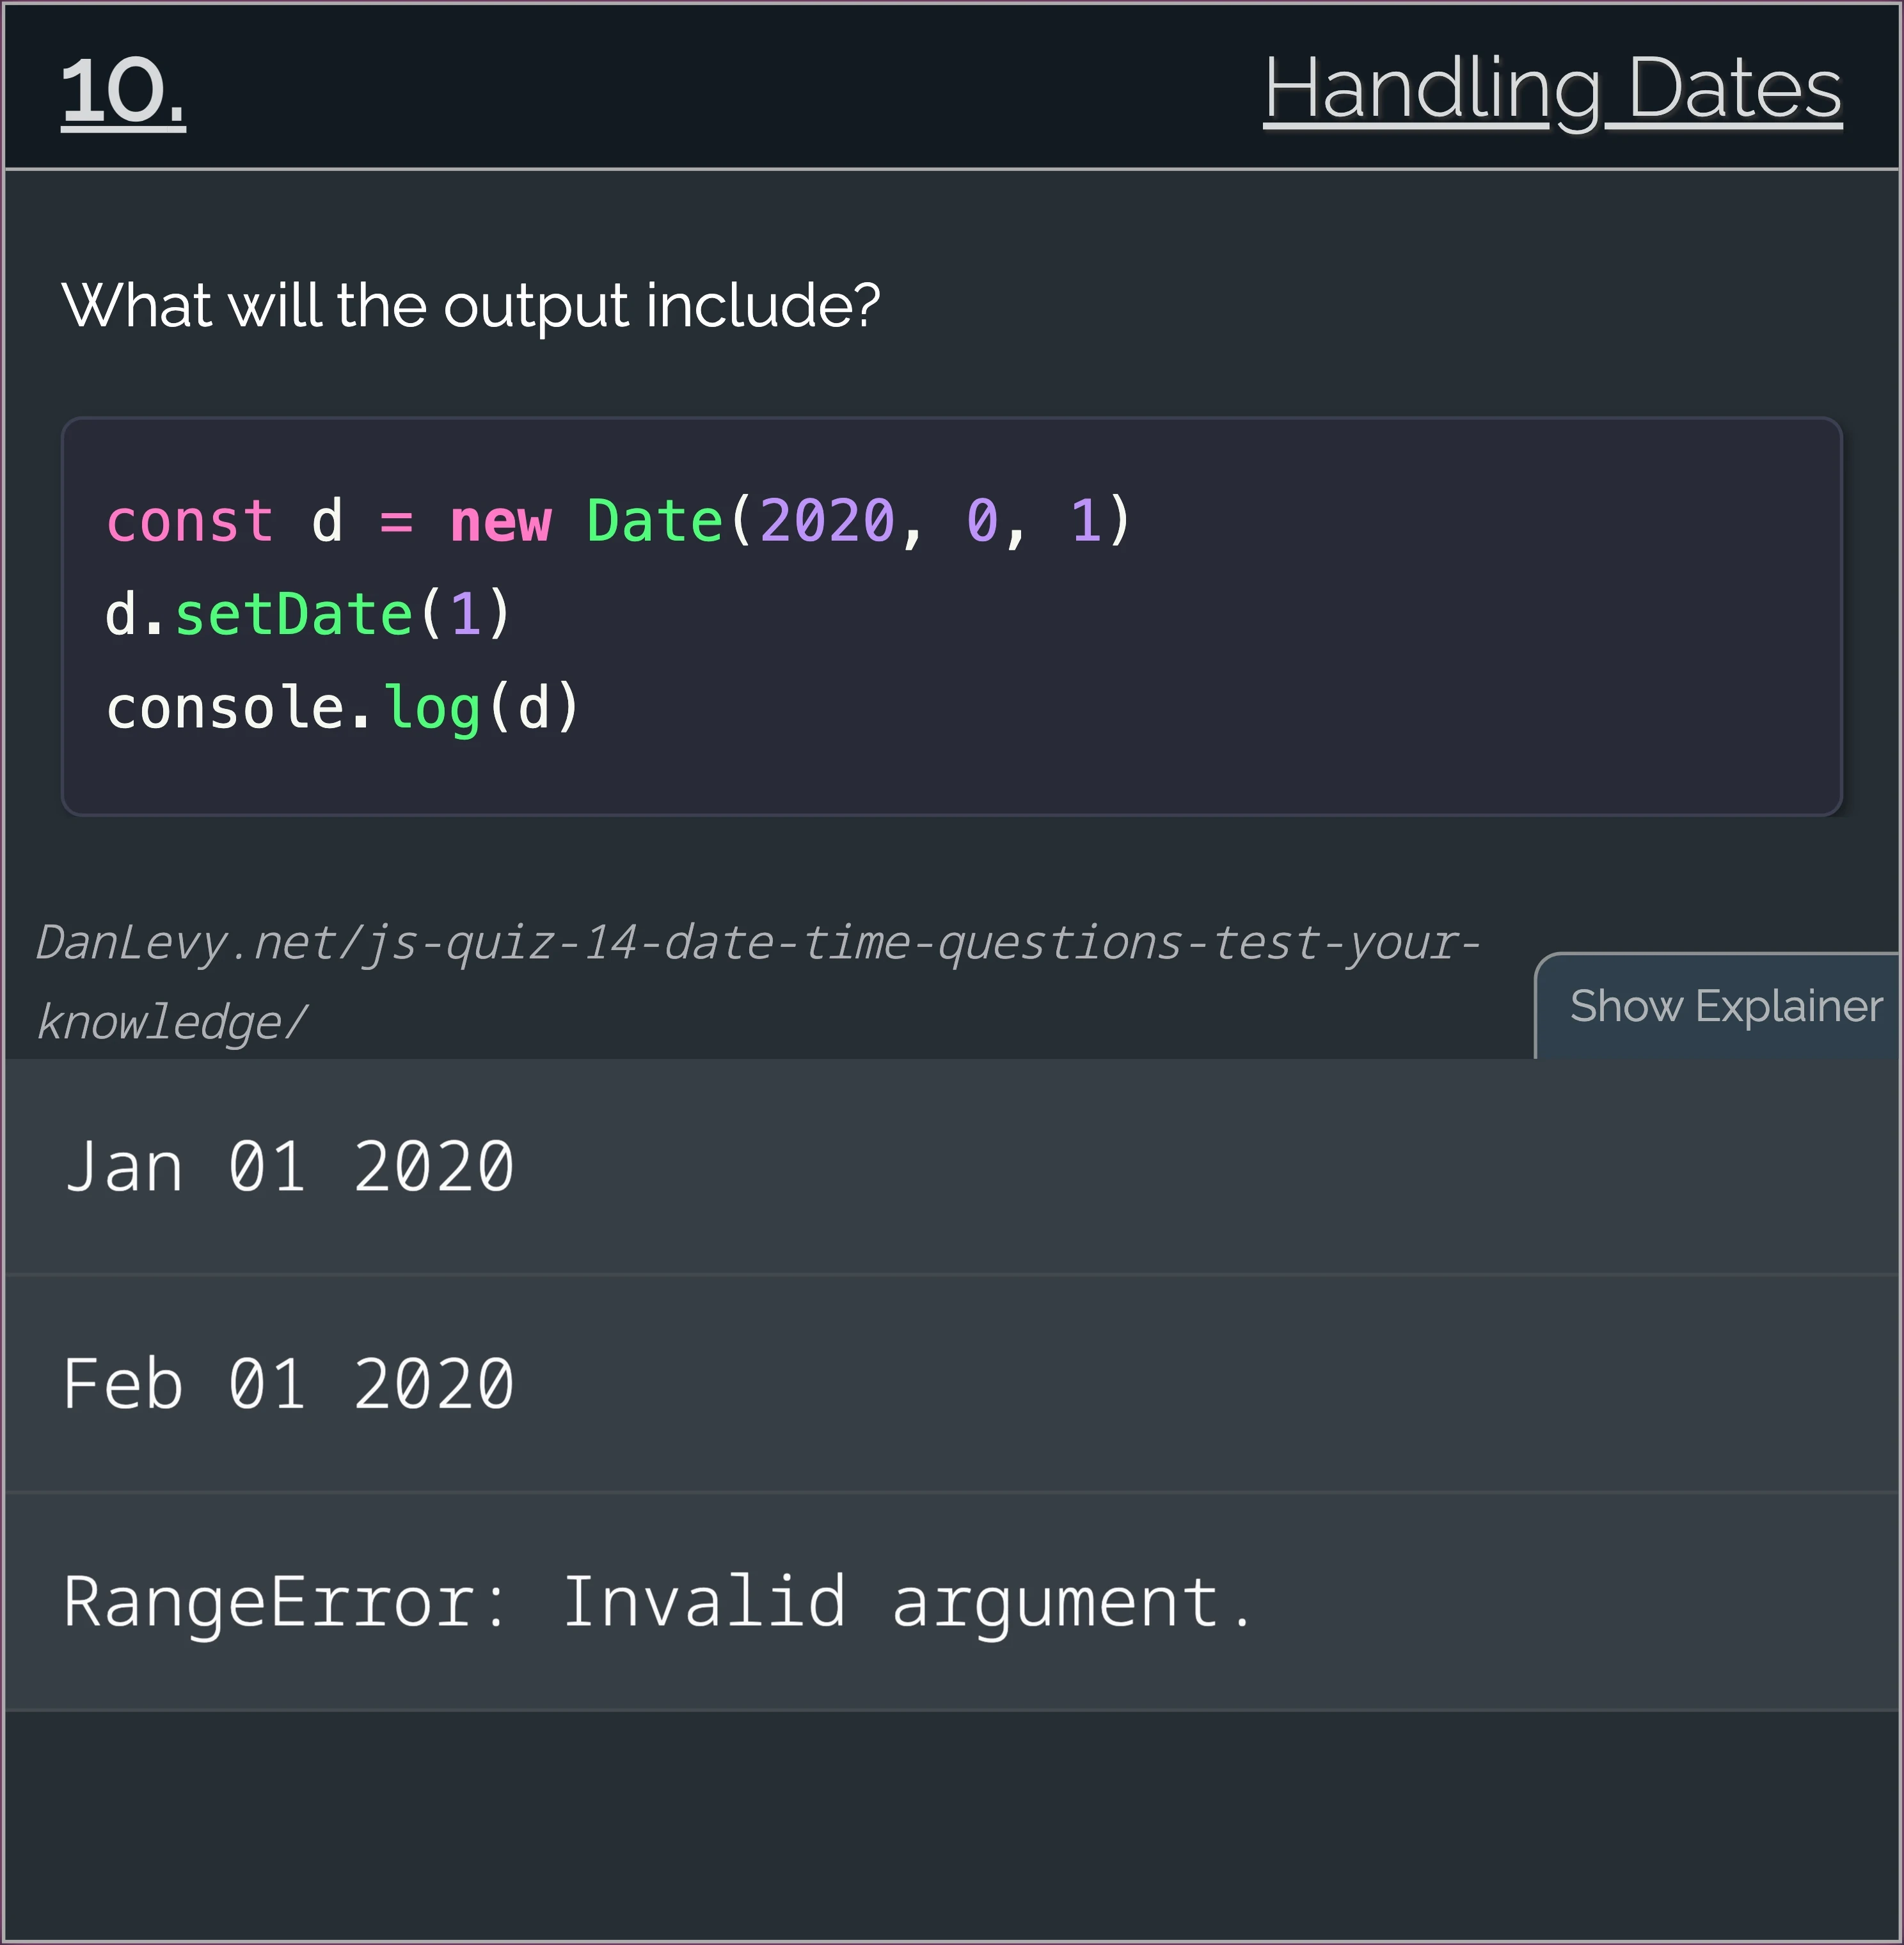 10.
Handling Dates
What will the output include?
const d = new Date(2020, 0, 1)
d.setDate(1)
console.log(d)
DanLevy.net/js-quiz-14-date-time-questions-test-your-
knowledge/
Show Explainer
Jan 01 2020
Feb 01 2020
RangeError: Invalid argument.